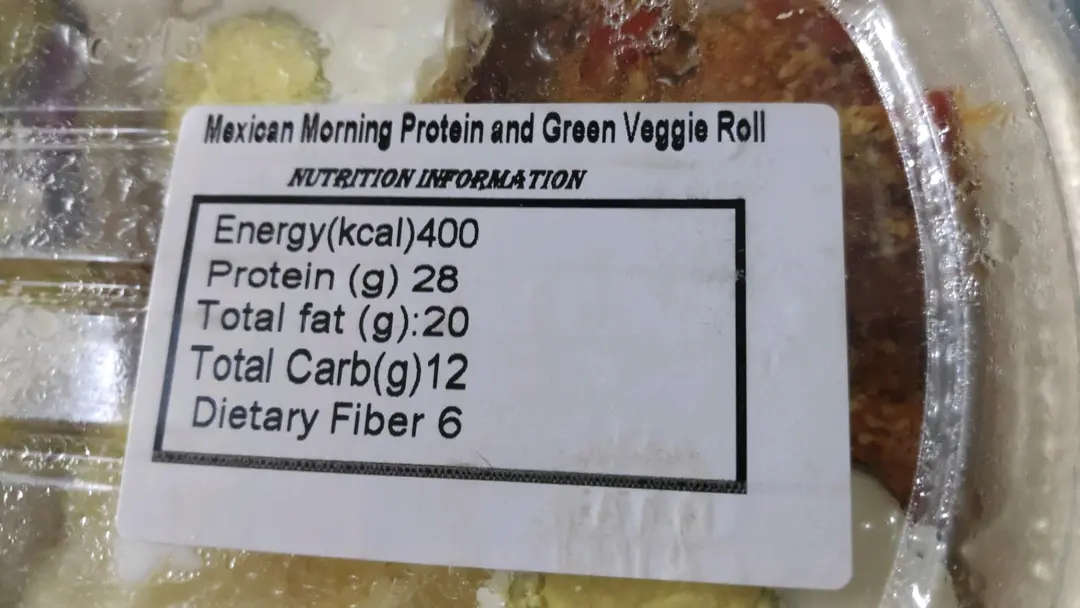 Mexican Morning Protein and Green Veggie Roll
NUTRITION INFORMATION
Energy(kcal)400
Protein (g) 28
Total fat (g):20
Total Carb(g)12
Dietary Fiber 6